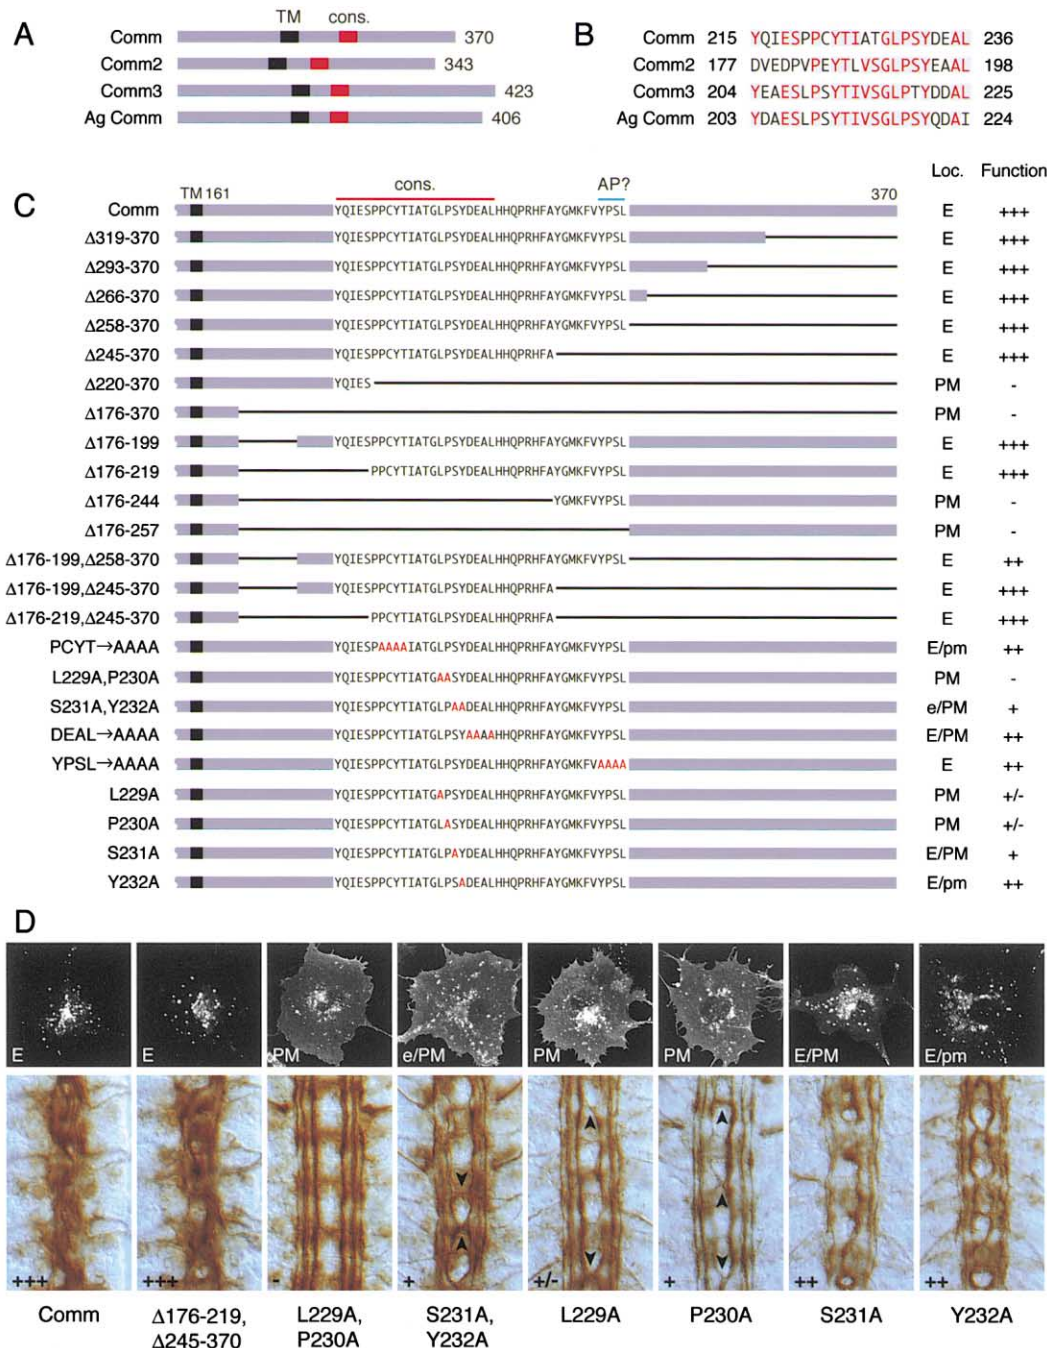 A
TM cons.
Comm 370
Comm2 343
Comm3 423
Ag Comm 406
B
Comm 215 YQIESPPCYTIATGLPSYDEAL 236
Comm2 177 DVEDPVPEYTLVSGLPSYEAAL 198
Comm3 204 YEAESLPSYTIVSGLPTYDDAL 225
Ag Comm 203 YDAESLPSYTIVSGLPSYQDAI 224
C
TM 161 cons. AP? 370 Loc. Function
Comm YQIESPPCYTIATGLPSYDEALHHQPRHFAYGMKFVYPSL E +++
Δ319-370 YQIESPPCYTIATGLPSYDEALHHQPRHFAYGMKFVYPSL E +++
Δ293-370 YQIESPPCYTIATGLPSYDEALHHQPRHFAYGMKFVYPSL E +++
Δ266-370 YQIESPPCYTIATGLPSYDEALHHQPRHFAYGMKFVYPSL E +++
Δ258-370 YQIESPPCYTIATGLPSYDEALHHQPRHFAYGMKFVYPSL E +++
Δ245-370 YQIESPPCYTIATGLPSYDEALHHQPRHFA E +++
Δ220-370 YQIES PM -
Δ176-370 PM -
Δ176-199 YQIESPPCYTIATGLPSYDEALHHQPRHFAYGMKFVYPSL E +++
Δ176-219 PPCYTIATGLPSYDEALHHQPRHFAYGMKFVYPSL E +++
Δ176-244 YGMKFVYPSL PM -
Δ176-257 PM -
Δ176-199,Δ258-370 YQIESPPCYTIATGLPSYDEALHHQPRHFAYGMKFVYPSL E ++
Δ176-199,Δ245-370 YQIESPPCYTIATGLPSYDEALHHQPRHFA E +++
Δ176-219,Δ245-370 PPCYTIATGLPSYDEALHHQPRHFA E +++
PCYT→AAAA YQIESPAAAAIATGLPSYDEALHHQPRHFAYGMKFVYPSL E/pm ++
L229A,P230A YQIESPPCYTIATGAASYDEALHHQPRHFAYGMKFVYPSL PM -
S231A,Y232A YQIESPPCYTIATGLPAADEALHHQPRHFAYGMKFVYPSL e/PM +
DEAL→AAAA YQIESPPCYTIATGLPSYAAAAHHQPRHFAYGMKFVYPSL E/PM ++
YPSL→AAAA YQIESPPCYTIATGLPSYDEALHHQPRHFAYGMKFVAAAA E ++
L229A YQIESPPCYTIATGAPSYDEALHHQPRHFAYGMKFVYPSL PM +/-
P230A YQIESPPCYTIATGLASYDEALHHQPRHFAYGMKFVYPSL PM +/-
S231A YQIESPPCYTIATGLPAYDEALHHQPRHFAYGMKFVYPSL E/PM +
Y232A YQIESPPCYTIATGLPSADEALHHQPRHFAYGMKFVYPSL E/pm ++
D
E E PM e/PM PM PM E/PM E/pm
+++ +++ - + +/- + ++ ++
Comm Δ176-219, L229A, S231A, L229A P230A S231A Y232A
Δ245-370 P230A Y232A